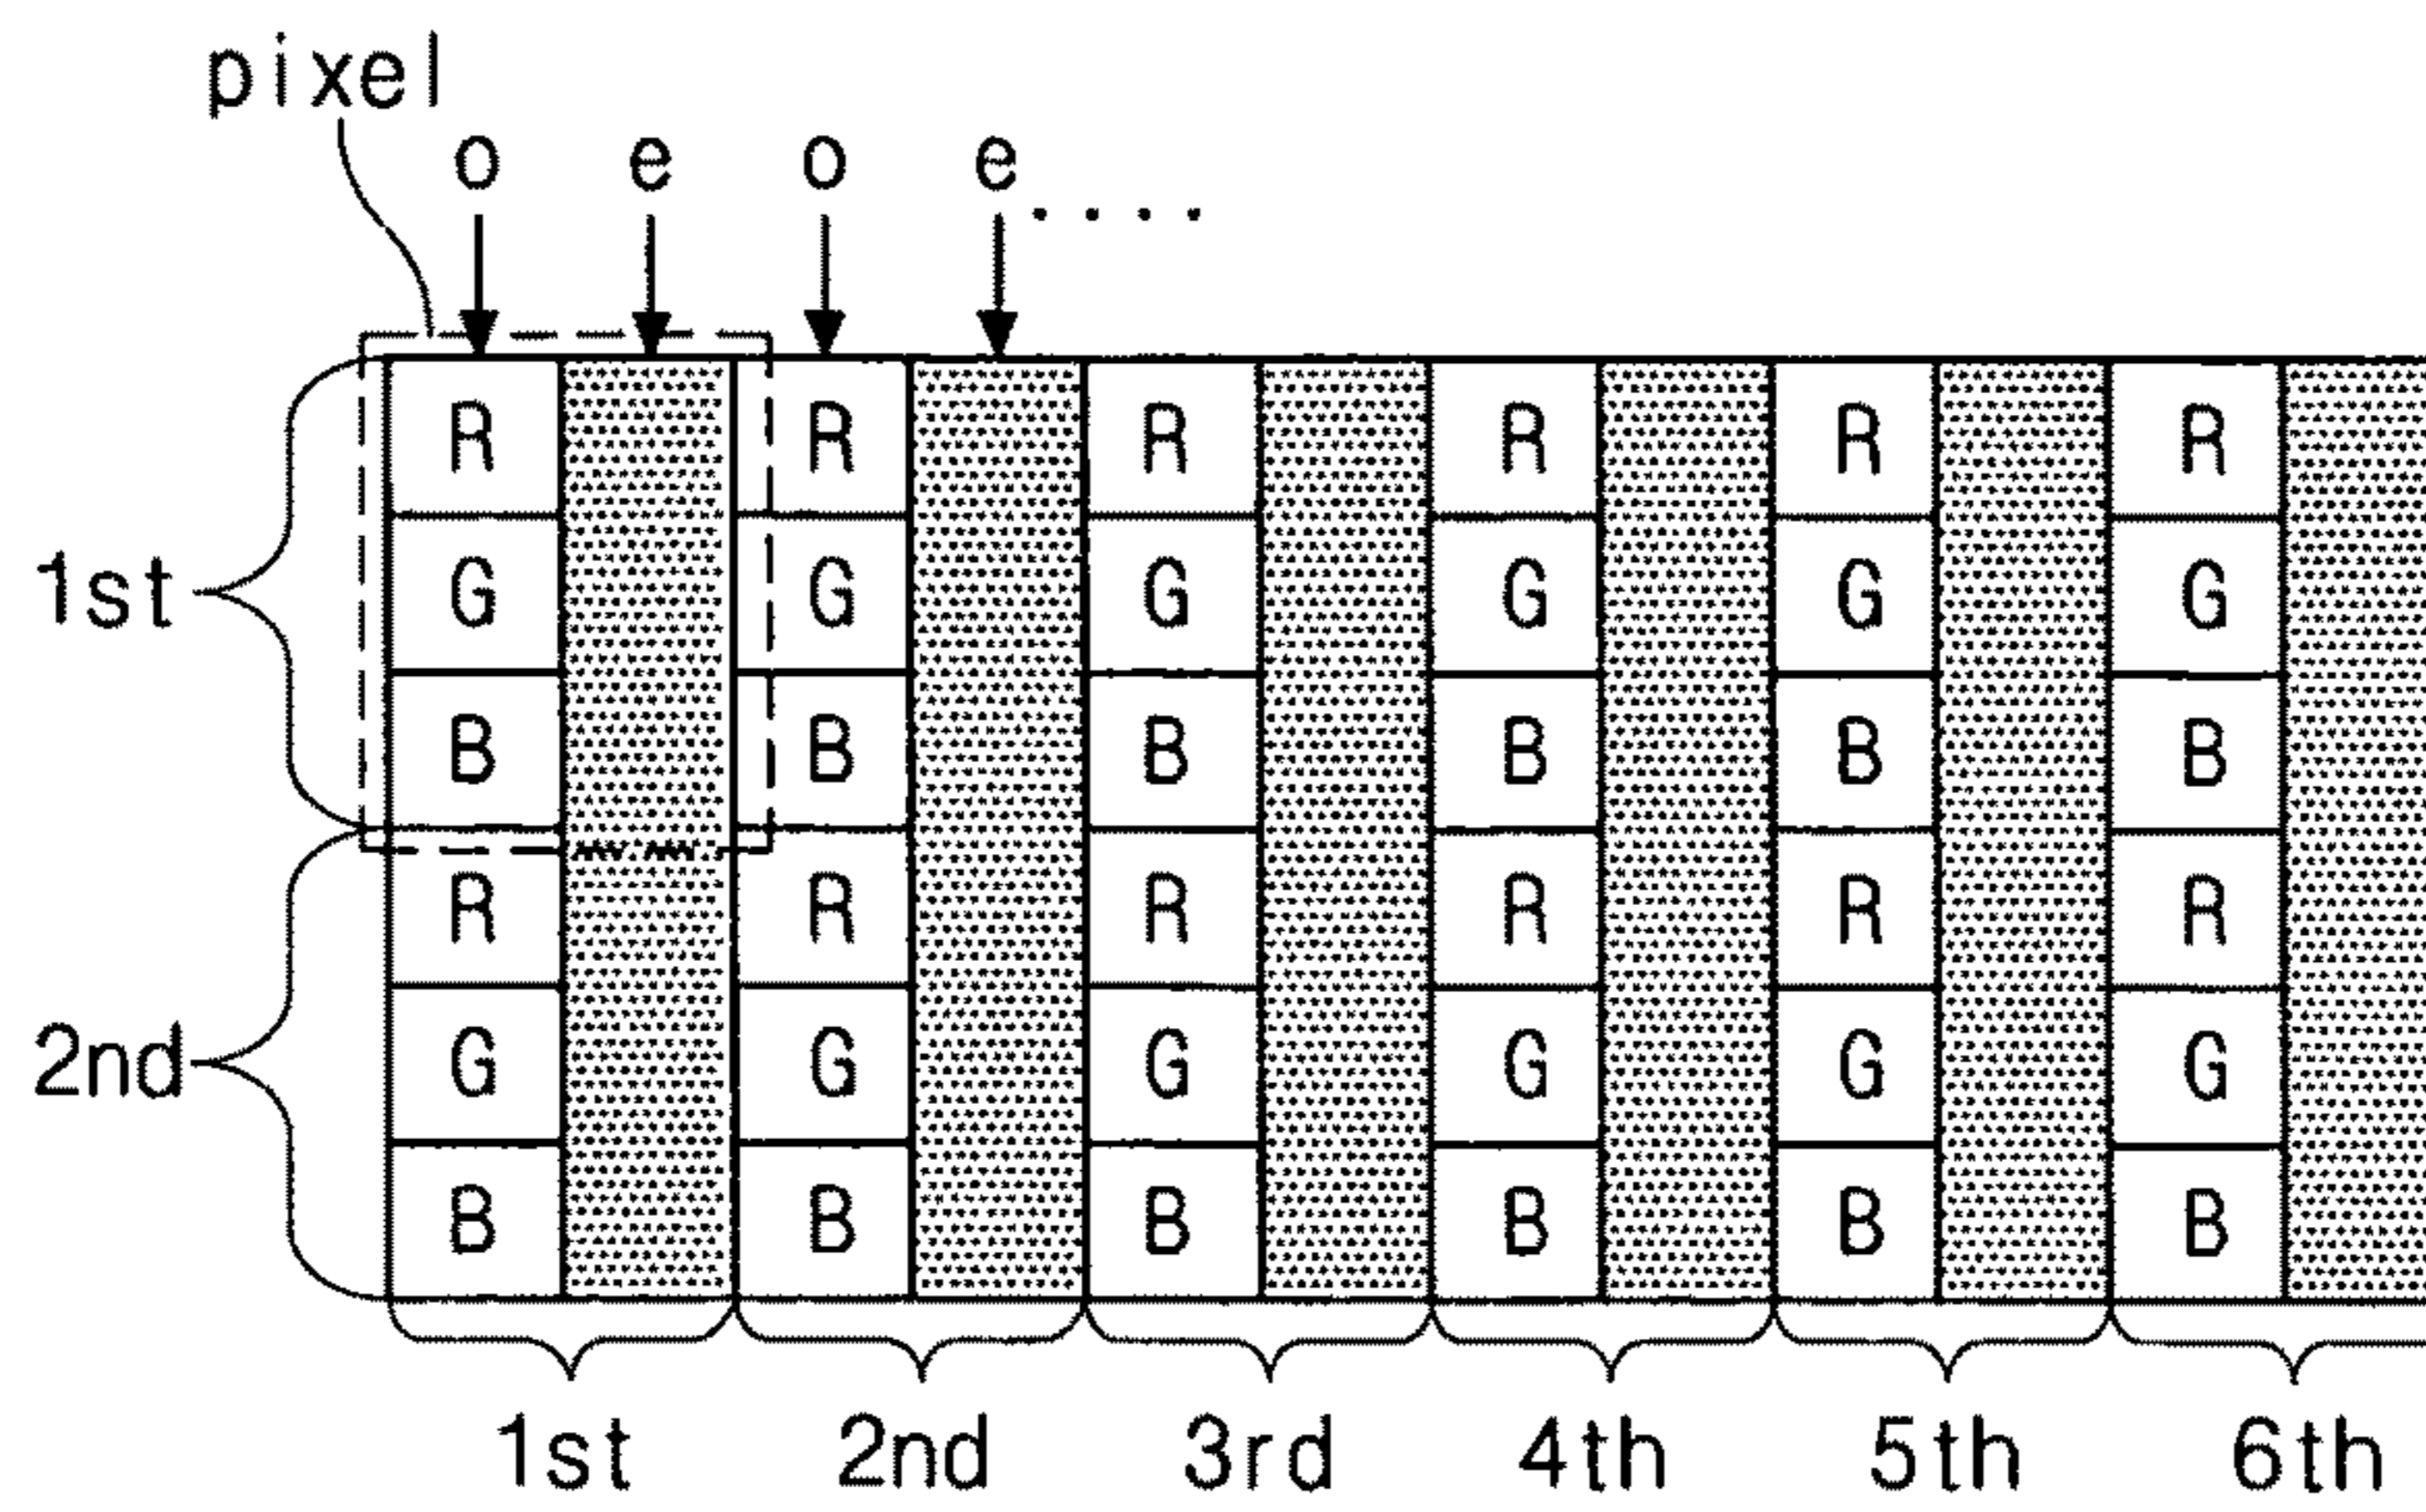 pixel
o e o e ....
R R R R R R
1st G G G G G G
B B B B B B
R R R R R R
2nd G G G G G G
B B B B B B
1st 2nd 3rd 4th 5th 6th